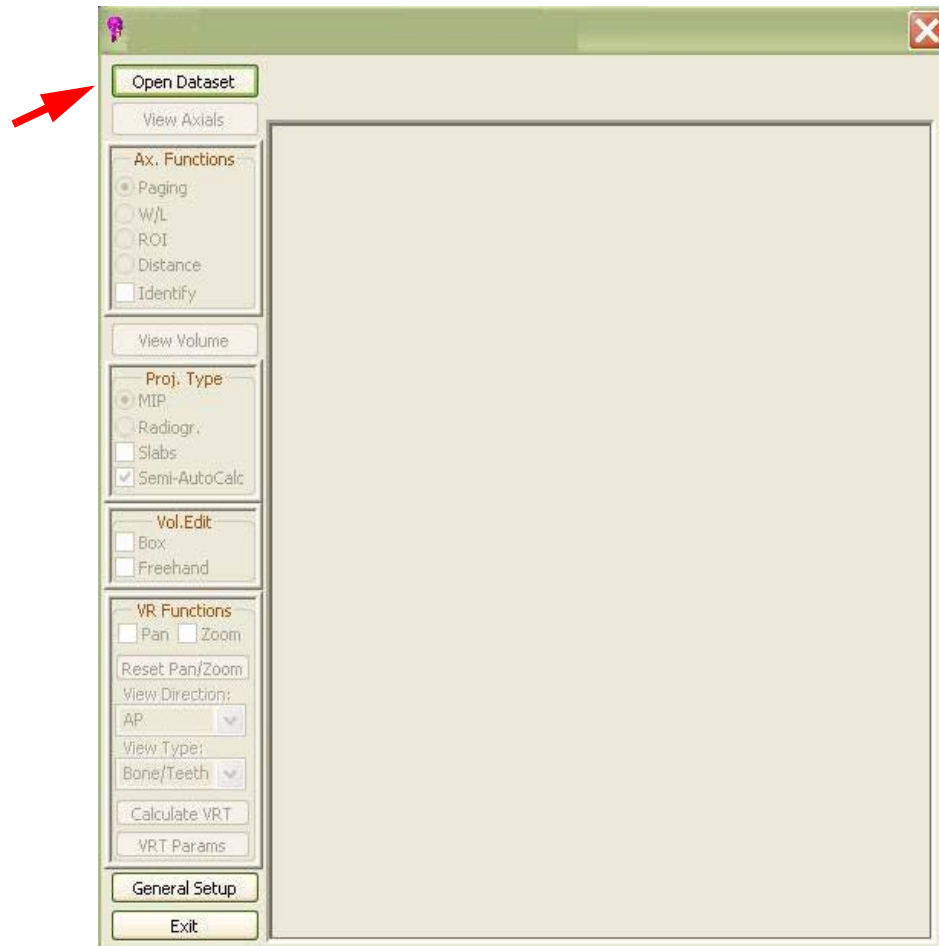 Open Dataset
View Axials
Ax. Functions
Paging
W/L
ROI
Distance
Identify
View Volume
Proj. Type
MIP
Radiogr.
Slabs
Semi-AutoCalc
Vol.Edit
Box
Freehand
VR Functions
Pan Zoom
Reset Pan/Zoom
View Direction:
AP
View Type:
Bone/Teeth
Calculate VRT
VRT Params
General Setup
Exit